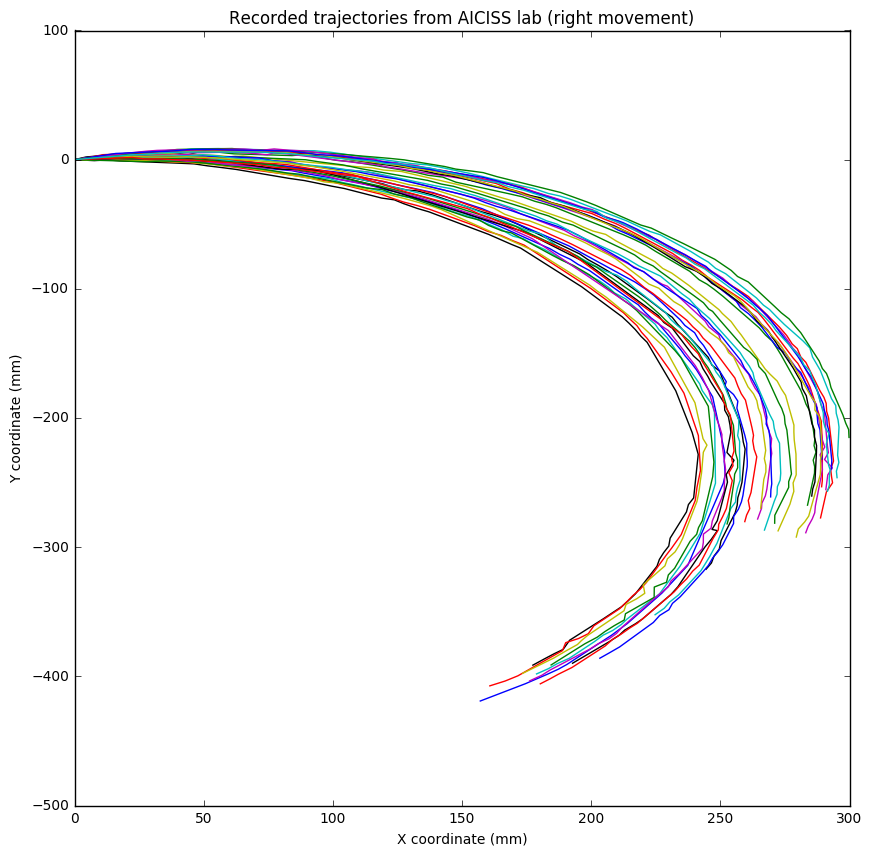 Recorded trajectories from AICISS lab (right movement)
100
0
−100
−200
−300
−400
−500
Y coordinate (mm)
0 50 100 150 200 250 300
X coordinate (mm)